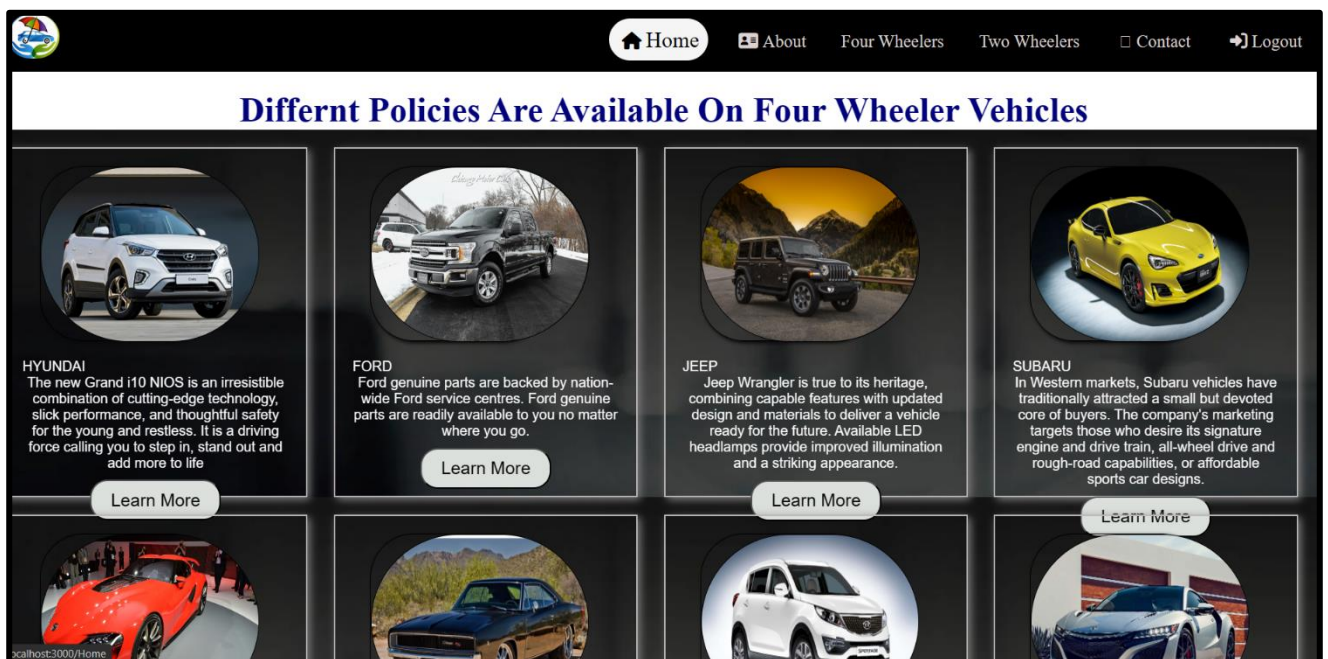 Home
About
Four Wheelers
Two Wheelers
Contact
Logout
Differnt Policies Are Available On Four Wheeler Vehicles
HYUNDAI
The new Grand i10 NIOS is an irresistible
combination of cutting-edge technology,
slick performance, and thoughtful safety
for the young and restless. It is a driving
force calling you to step in, stand out and
add more to life
Learn More
FORD
Ford genuine parts are backed by nation-
wide Ford service centres. Ford genuine
parts are readily available to you no matter
where you go.
Learn More
JEEP
Jeep Wrangler is true to its heritage,
combining capable features with updated
design and materials to deliver a vehicle
ready for the future. Available LED
headlamps provide improved illumination
and a striking appearance.
Learn More
SUBARU
In Western markets, Subaru vehicles have
traditionally attracted a small but devoted
core of buyers. The company's marketing
targets those who desire its signature
engine and drive train, all-wheel drive and
rough-road capabilities, or affordable
sports car designs.
Learn More
ocalhost:3000/Home